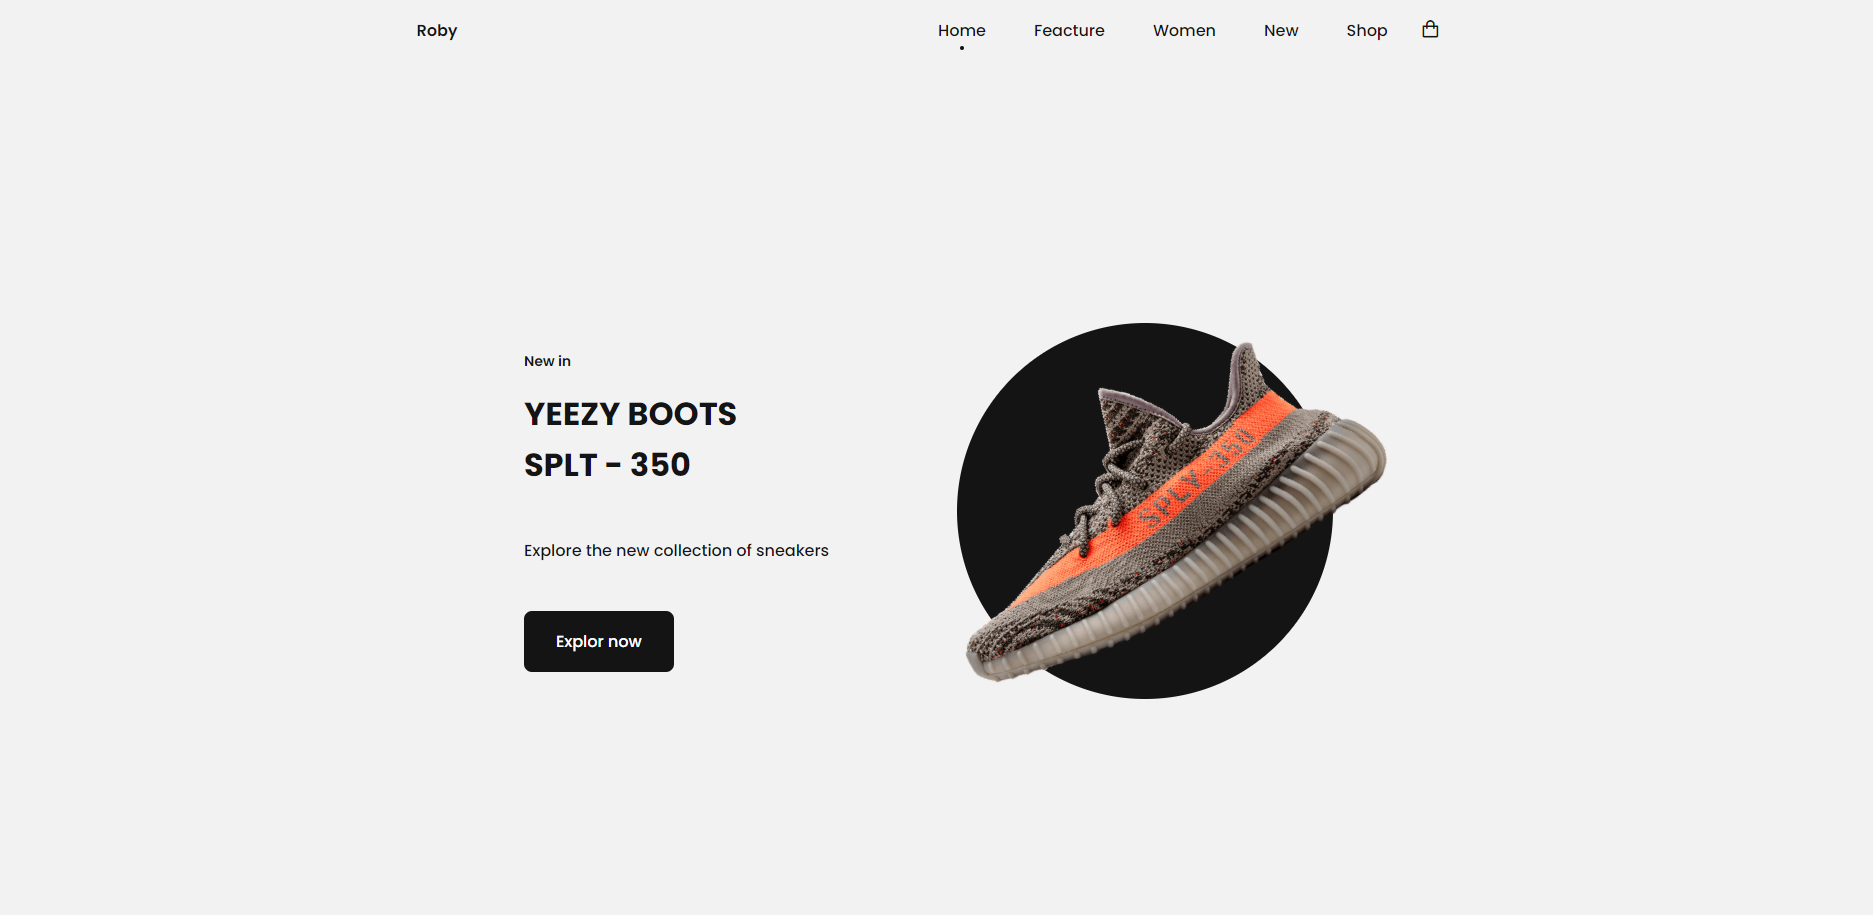 Roby
Home Feacture Women New Shop
New in
YEEZY BOOTS
SPLT - 350
Explore the new collection of sneakers
Explor now
SPLY-350